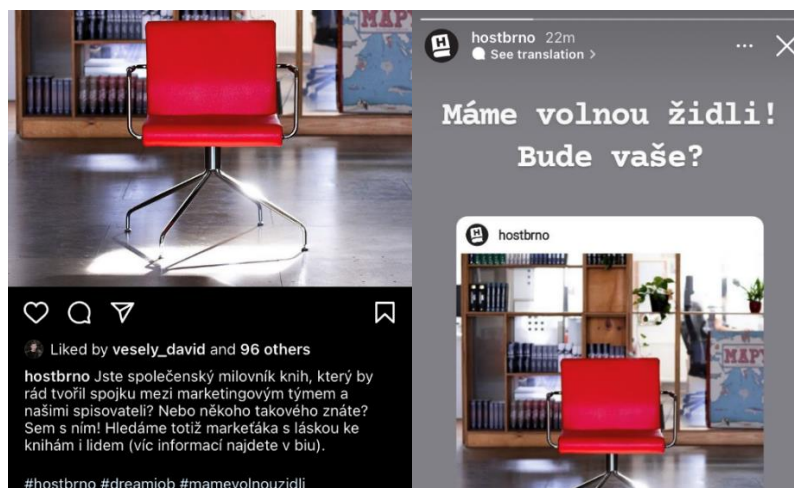 MAPY
Liked by vesely_david and 96 others
hostbrno Jste společenský milovník knih, který by
rád tvořil spojku mezi marketingovým týmem a
našimi spisovateli? Nebo někoho takového znáte?
Sem s ním! Hledáme totiž markeťáka s láskou ke
knihám i lidem (víc informací najdete v biu).
#hostbrno #dreamjob #mamevolnouzidli
H
hostbrno 22m
See translation >
Máme volnou židli!
Bude vaše?
H
hostbrno
MAPY